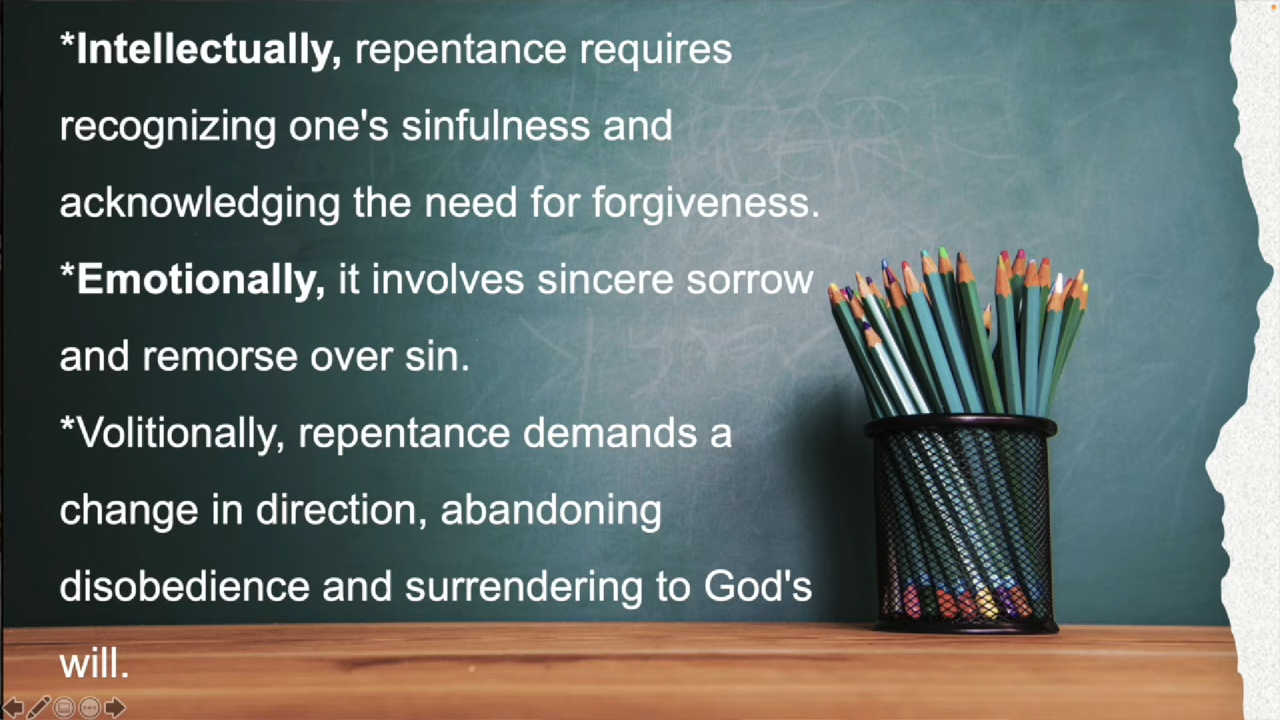 *Intellectually, repentance requires
recognizing one's sinfulness and
acknowledging the need for forgiveness.
*Emotionally, it involves sincere sorrow
and remorse over sin.
*Volitionally, repentance demands a
change in direction, abandoning
disobedience and surrendering to God's
will.